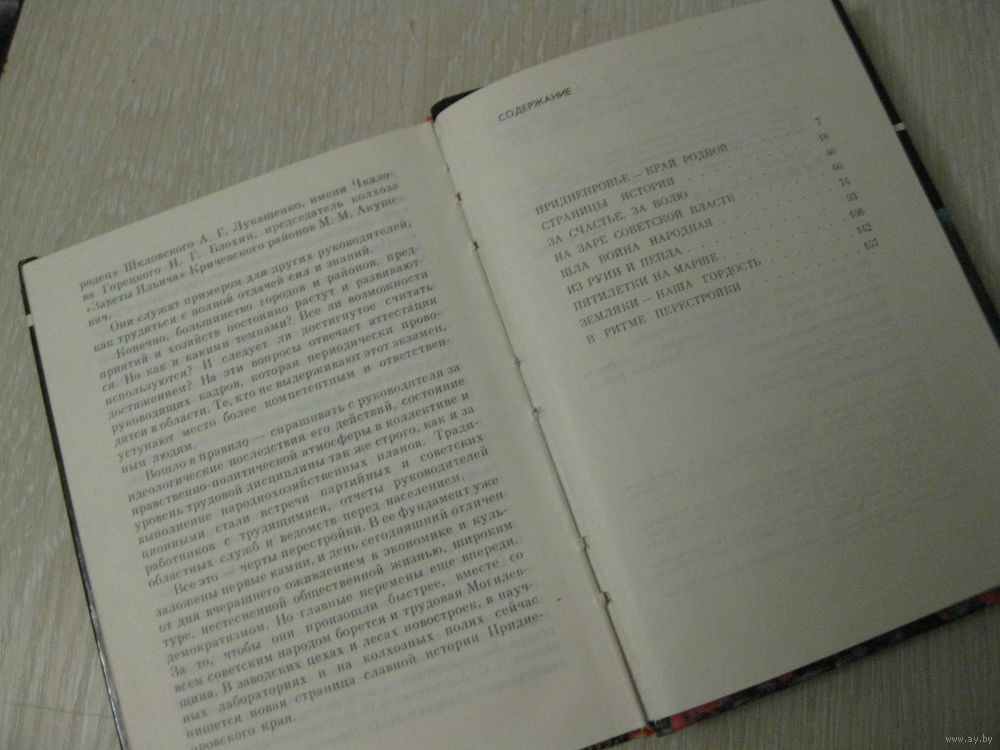 родец» Шкловского А. Г. Лукашенко, имени Чкало-
ва Горецкого Н. Г. Блохин, председатель колхоза
«Заветы Ильича» Кричевского районов М. М. Акуше-
вич.
Они служат примером для других руководителей,
как трудиться с полной отдачей сил и знаний.
Конечно, большинство городов и районов, пред-
приятий и хозяйств постоянно растут и развивают-
ся. Но как и какими темпами? Все ли возможности
используются? И следует ли достигнутое считать
достижением? На эти вопросы отвечает аттестация
руководящих кадров, которая периодически прово-
дится в области. Те, кто не выдерживают этот экзамен,
уступают место более компетентным и ответствен-
ным людям.
Вошло в правило — спрашивать с руководителя за
идеологические последствия его действий, состояние
нравственно-политической атмосферы в коллективе и
уровень трудовой дисциплины так же строго, как и за
выполнение народнохозяйственных планов. Тради-
ционными стали встречи партийных и советских
работников с трудящимися, отчеты руководителей
областных служб и ведомств перед населением.
Все это — черты перестройки. В ее фундамент уже
заложены первые камни, и день сегодняшний отличен
от дня вчерашнего оживлением в экономике и куль-
туре, нестесненной общественной жизнью, широким
демократизмом. Но главные перемены еще впереди.
За то, чтобы они произошли быстрее, вместе со
всем советским народом борется и трудовая Могилев-
щина. В заводских цехах и лесах новостроек, в науч-
ных лабораториях и на колхозных полях сейчас
пишется новая страница славной истории Придне-
провского края.
СОДЕРЖАНИЕ
ПРИДНЕПРОВЬЕ — КРАЙ РОДНОЙ 7
СТРАНИЦЫ ИСТОРИИ 18
ЗА СЧАСТЬЕ, ЗА ВОЛЮ 40
НА ЗАРЕ СОВЕТСКОЙ ВЛАСТИ 60
ШЛА ВОЙНА НАРОДНАЯ 74
ИЗ РУИН И ПЕПЛА 93
ПЯТИЛЕТКИ НА МАРШЕ 106
ЗЕМЛЯКИ — НАША ГОРДОСТЬ 142
В РИТМЕ ПЕРЕСТРОЙКИ 157
www.ay.by